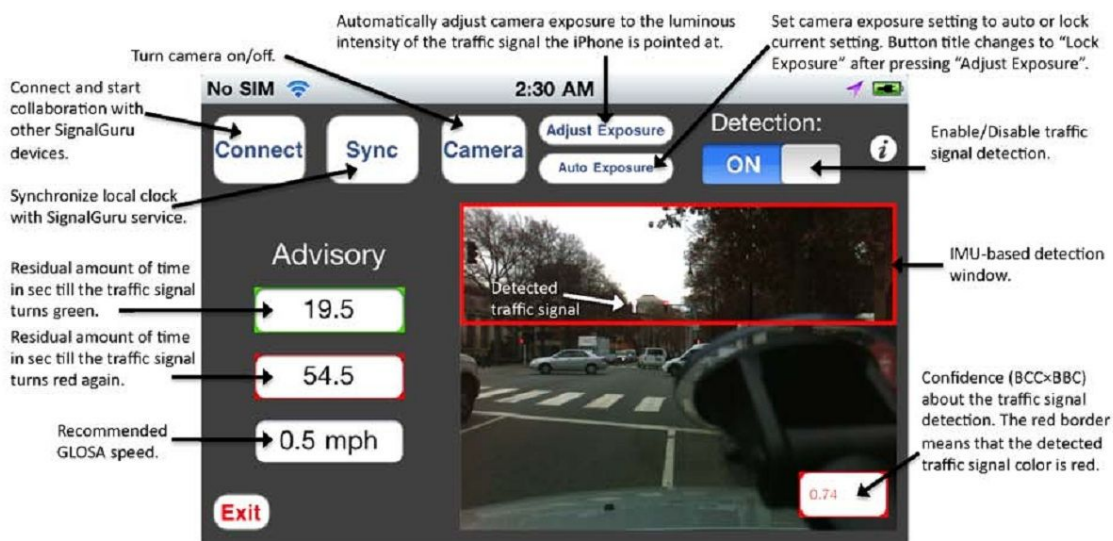 Automatically adjust camera exposure to the luminous
intensity of the traffic signal the iPhone is pointed at.
Set camera exposure setting to auto or lock
current setting. Button title changes to “Lock
Exposure” after pressing “Adjust Exposure”.
Turn camera on/off.
Connect and start
collaboration with
other SignalGuru
devices.
Synchronize local clock
with SignalGuru service.
Residual amount of time
in sec till the traffic signal
turns green.
Residual amount of time
in sec till the traffic signal
turns red again.
Recommended
GLOSA speed.
No SIM
2:30 AM
Connect
Sync
Camera
Adjust Exposure
Auto Exposure
Detection:
ON
i
Advisory
19.5
54.5
0.5 mph
Exit
Detected
traffic signal
0.74
Enable/Disable traffic
signal detection.
IMU-based detection
window.
Confidence (BCC×BBC)
about the traffic signal
detection. The red border
means that the detected
traffic signal color is red.